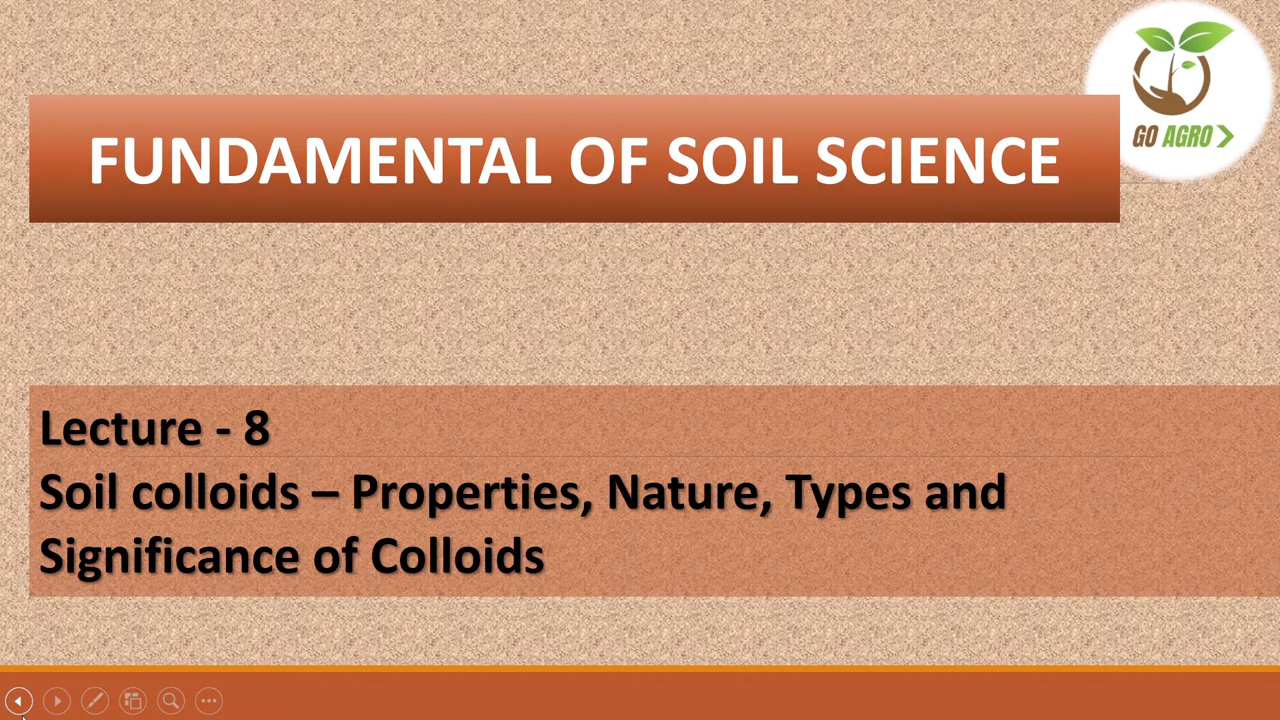 GO AGRO
FUNDAMENTAL OF SOIL SCIENCE
Lecture - 8
Soil colloids – Properties, Nature, Types and
Significance of Colloids